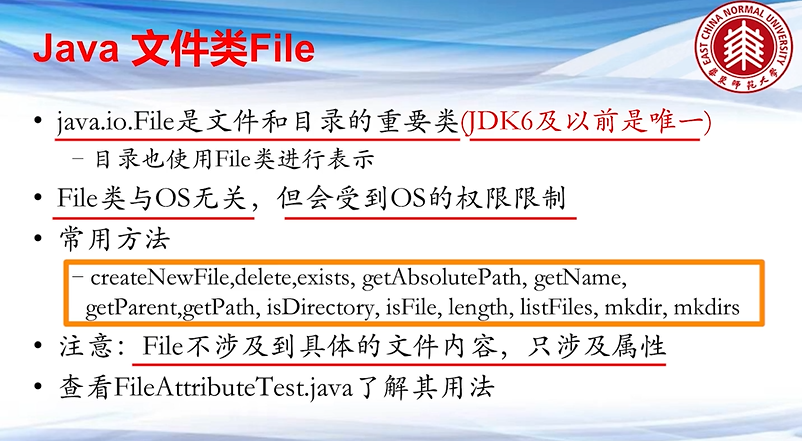 Java 文件类File
EAST CHINA NORMAL UNIVERSITY
華東師範大學
• java.io.File是文件和目录的重要类(JDK6及以前是唯一)
– 目录也使用File类进行表示
• File类与OS无关，但会受到OS的权限限制
• 常用方法
– createNewFile,delete,exists, getAbsolutePath, getName,
getParent,getPath, isDirectory, isFile, length, listFiles, mkdir, mkdirs
• 注意：File不涉及到具体的文件内容，只涉及属性
• 查看FileAttributeTest.java了解其用法